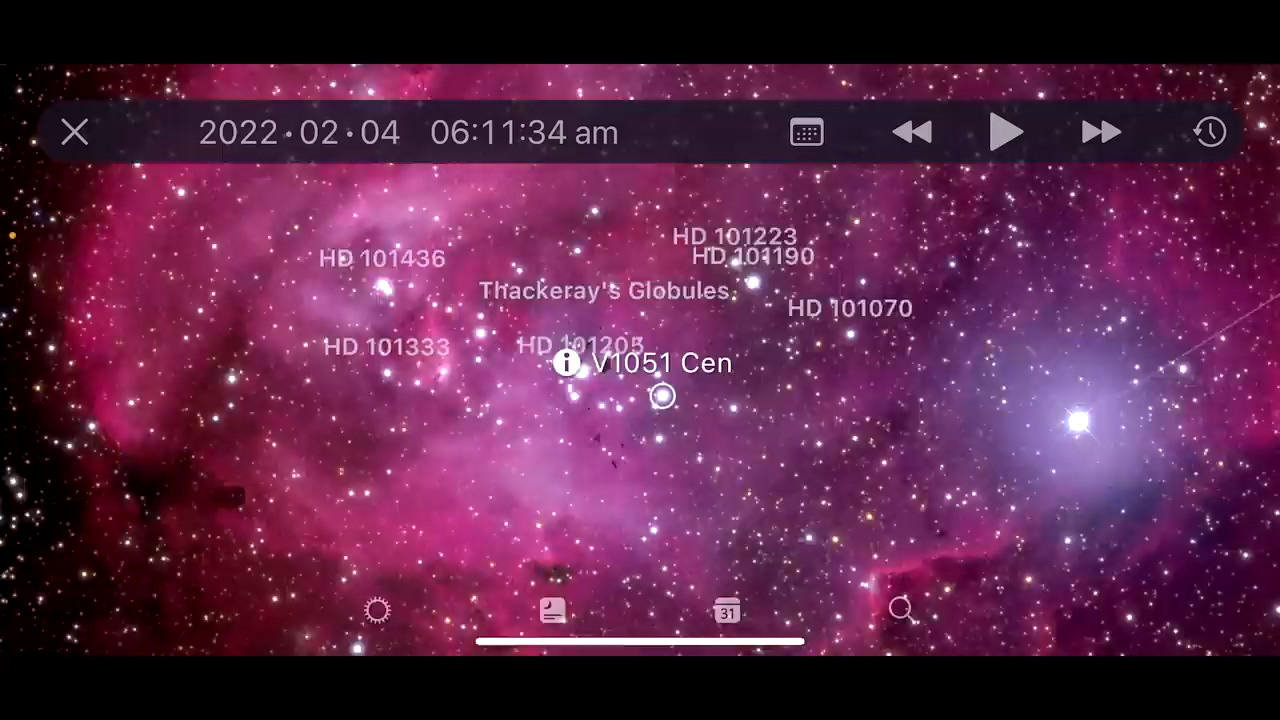 2022•02•04 06:11:34 am
HD 101223
HD 101436
HD 101190
Thackeray's Globules
HD 101070
HD 101333
HD 101205
i V1051 Cen
31